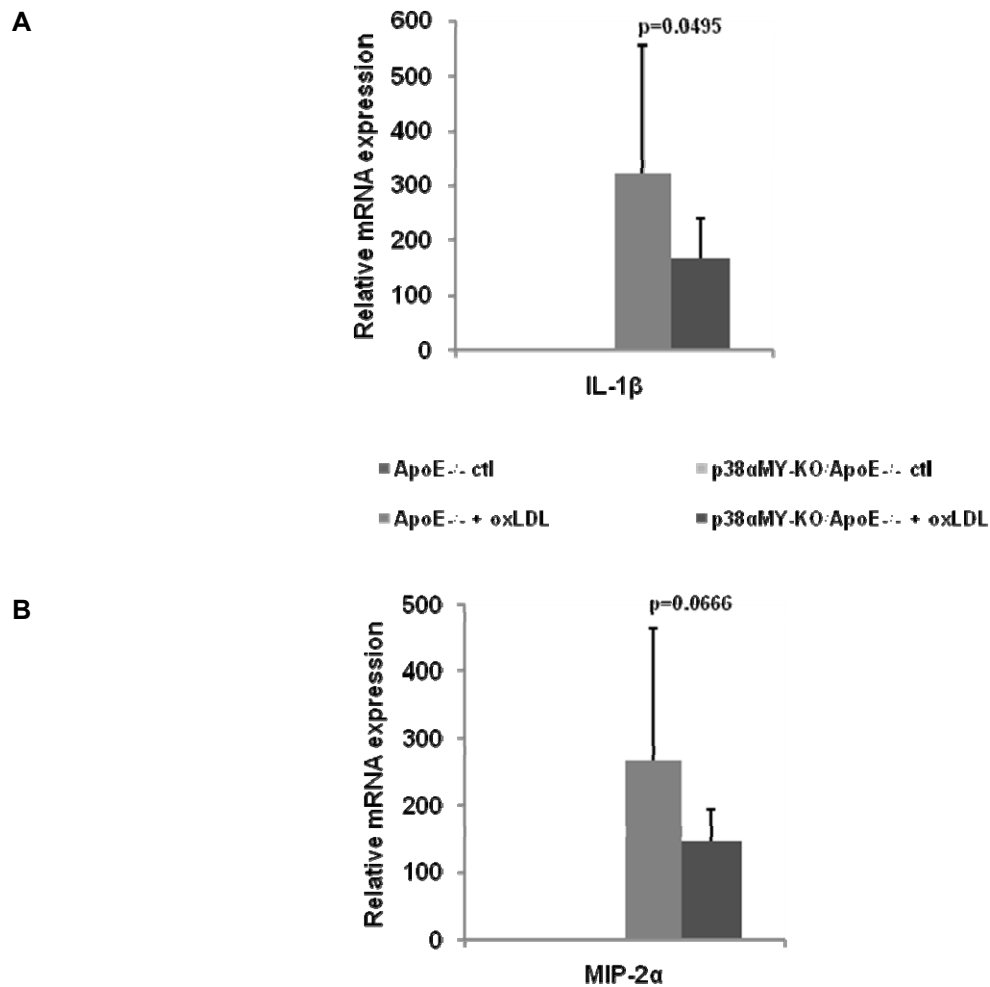 A
p=0.0495
Relative mRNA expression
600
500
400
300
200
100
0
IL-1β
ApoE-/- ctl
p38αMY-KO/ApoE-/- ctl
ApoE-/- + oxLDL
p38αMY-KO/ApoE-/- + oxLDL
B
p=0.0666
Relative mRNA expression
500
400
300
200
100
0
MIP-2α